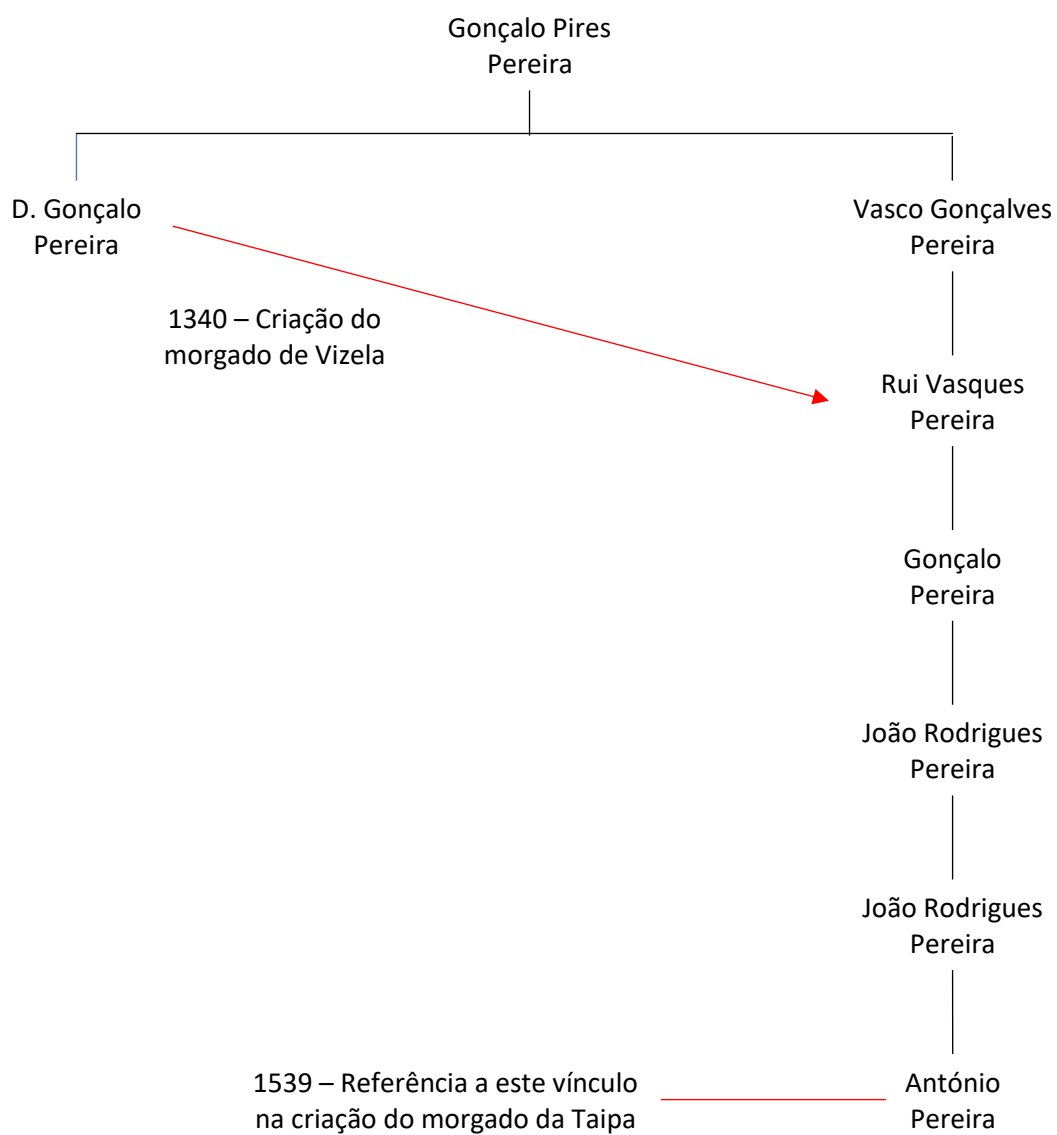 Gonçalo Pires
Pereira
D. Gonçalo
Pereira
Vasco Gonçalves
Pereira
1340 – Criação do
morgado de Vizela
Rui Vasques
Pereira
Gonçalo
Pereira
João Rodrigues
Pereira
João Rodrigues
Pereira
1539 – Referência a este vínculo
na criação do morgado da Taipa
António
Pereira